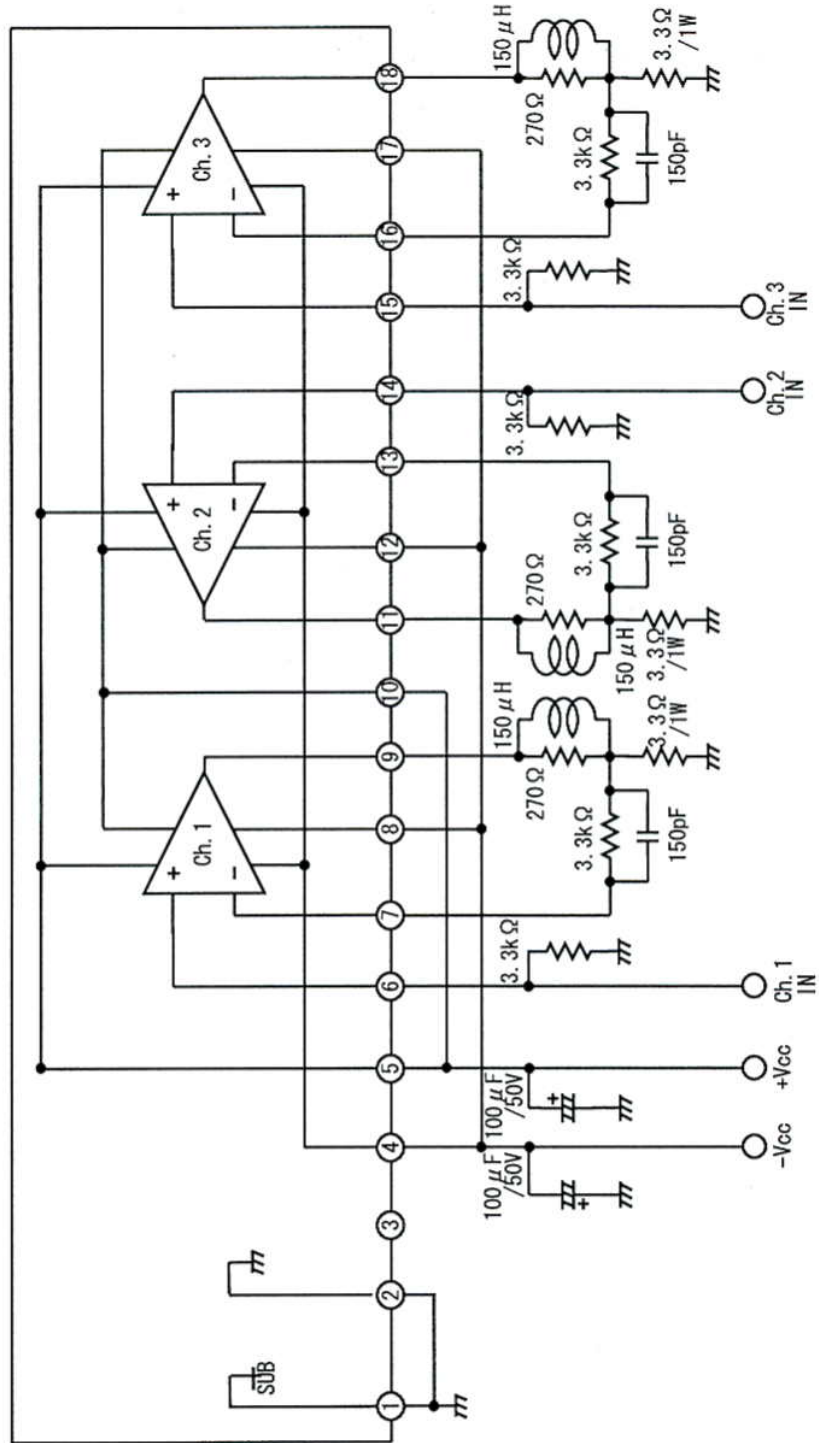 Ch. 1
+
−
Ch. 2
+
−
Ch. 3
+
−
SUB
1
2
3
4
5
6
7
8
9
10
11
12
13
14
15
16
17
18
100μF
/50V
+
100μF
/50V
+
3.3kΩ
3.3kΩ
150pF
270Ω
150μH
3.3Ω
/1W
150μH
3.3Ω
/1W
270Ω
3.3kΩ
150pF
3.3kΩ
3.3kΩ
3.3kΩ
150pF
270Ω
150μH
3.3Ω
/1W
−Vcc
+Vcc
Ch.1
IN
Ch.2
IN
Ch.3
IN